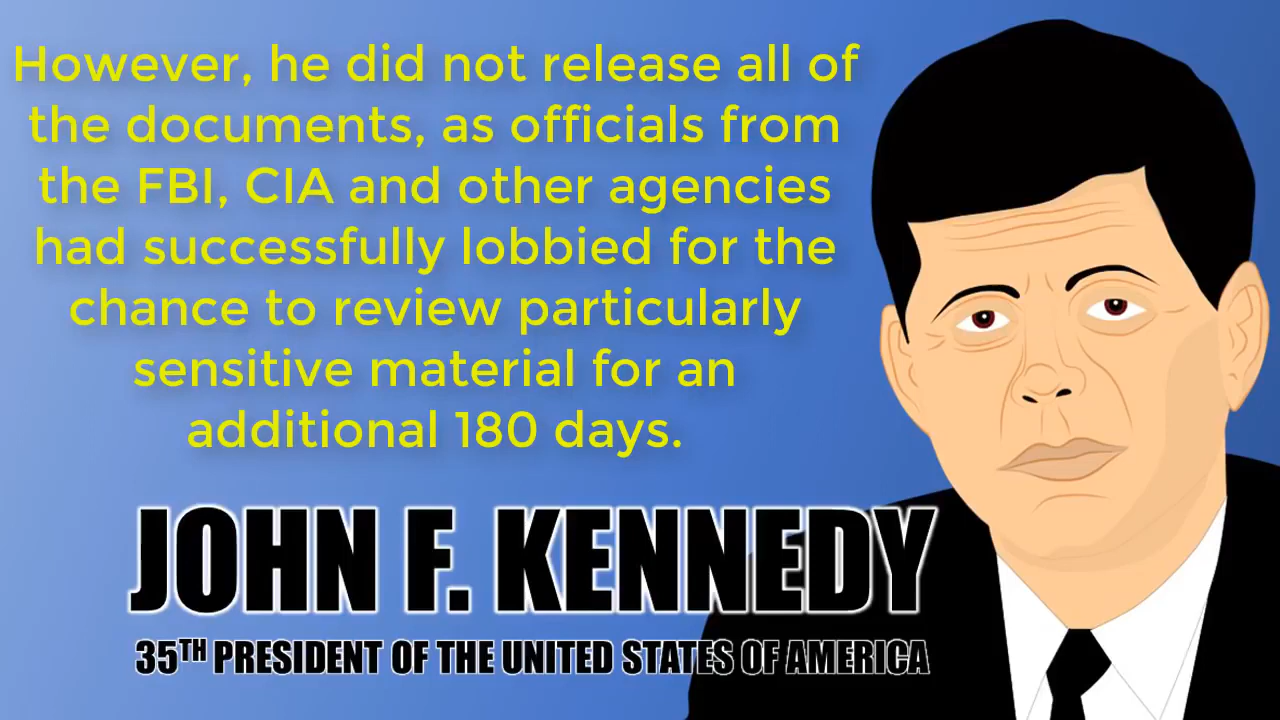 However, he did not release all of
the documents, as officials from
the FBI, CIA and other agencies
had successfully lobbied for the
chance to review particularly
sensitive material for an
additional 180 days.
JOHN F. KENNEDY
35TH PRESIDENT OF THE UNITED STATES OF AMERICA